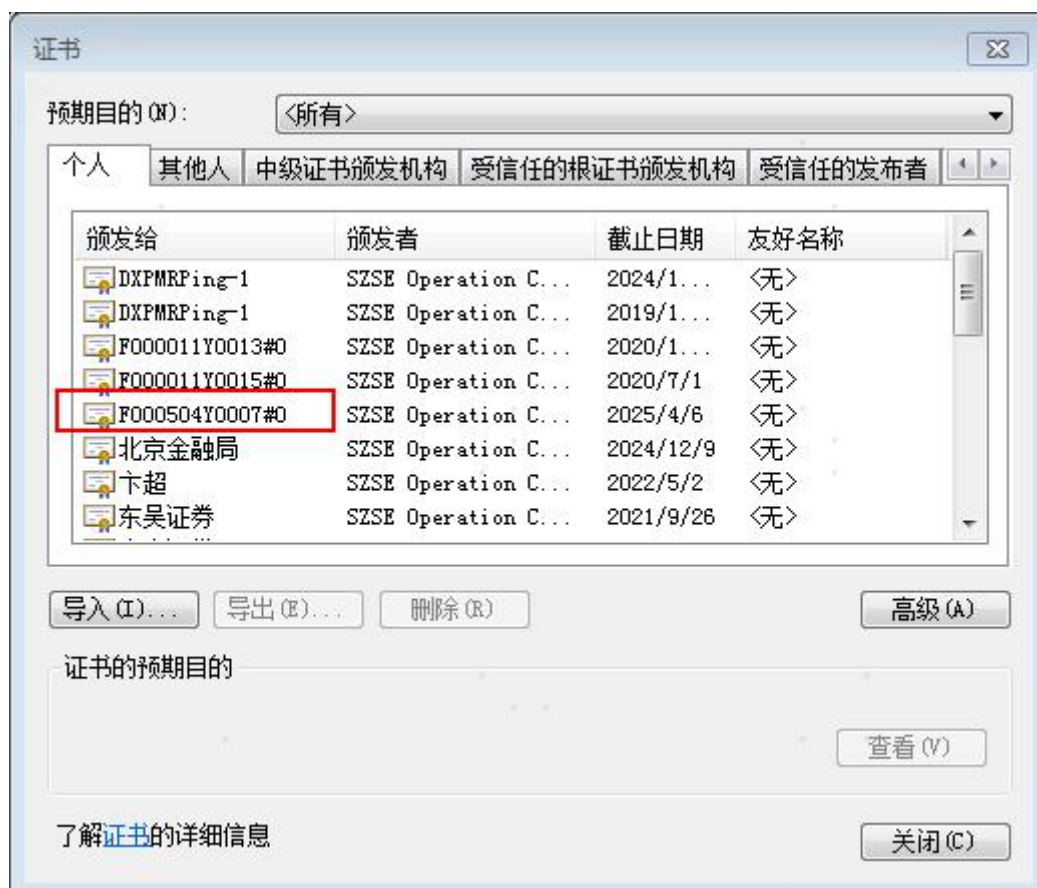 证书
预期目的(N): <所有>
个人 其他人 中级证书颁发机构 受信任的根证书颁发机构 受信任的发布者
颁发给 颁发者 截止日期 友好名称
DXPMRPing-1 SZSE Operation C... 2024/1... <无>
DXPMRPing-1 SZSE Operation C... 2019/1... <无>
F000011Y0013#0 SZSE Operation C... 2020/1... <无>
F000011Y0015#0 SZSE Operation C... 2020/7/1 <无>
F000504Y0007#0 SZSE Operation C... 2025/4/6 <无>
北京金融局 SZSE Operation C... 2024/12/9 <无>
卞超 SZSE Operation C... 2022/5/2 <无>
东吴证券 SZSE Operation C... 2021/9/26 <无>
导入(I)... 导出(E)... 删除(R) 高级(A)
证书的预期目的
查看(V)
了解证书的详细信息
关闭(C)